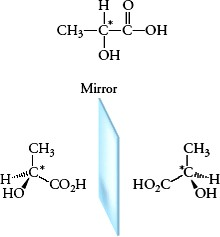 H O
CH3–C*–C–OH
OH
Mirror
CH3 CH3
H C* CO2H HO2C C* H
HO OH